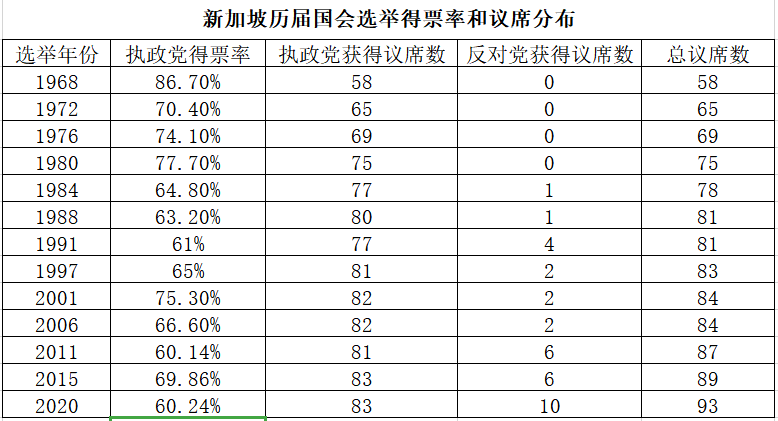 新加坡历届国会选举得票率和议席分布
选举年份 执政党得票率 执政党获得议席数 反对党获得议席数 总议席数
1968 86.70% 58 0 58
1972 70.40% 65 0 65
1976 74.10% 69 0 69
1980 77.70% 75 0 75
1984 64.80% 77 1 78
1988 63.20% 80 1 81
1991 61% 77 4 81
1997 65% 81 2 83
2001 75.30% 82 2 84
2006 66.60% 82 2 84
2011 60.14% 81 6 87
2015 69.86% 83 6 89
2020 60.24% 83 10 93